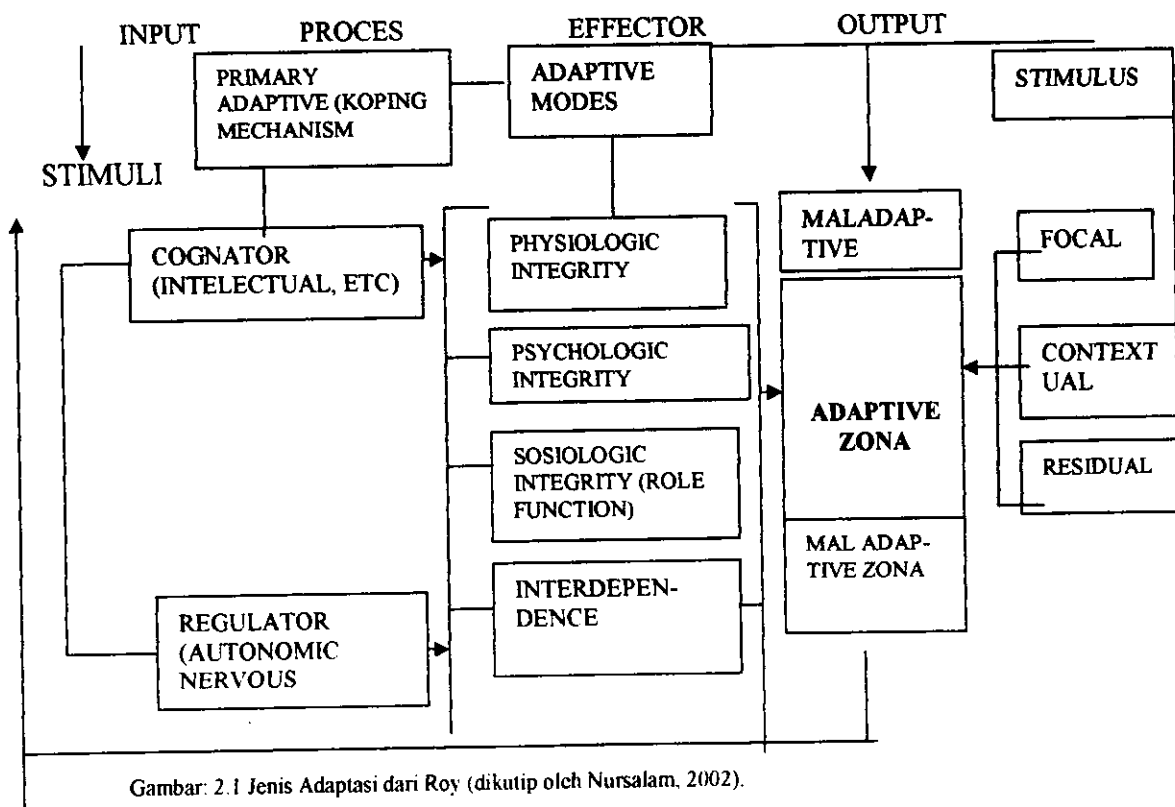 INPUT PROCES EFFECTOR OUTPUT
PRIMARY
ADAPTIVE (KOPING
MECHANISM
ADAPTIVE
MODES
STIMULUS
STIMULI
COGNATOR
(INTELECTUAL, ETC)
PHYSIOLOGIC
INTEGRITY
MALADAP-
TIVE
FOCAL
PSYCHOLOGIC
INTEGRITY
CONTEXT
UAL
ADAPTIVE
ZONA
SOSIOLOGIC
INTEGRITY (ROLE
FUNCTION)
RESIDUAL
MAL ADAP-
TIVE ZONA
INTERDEPEN-
DENCE
REGULATOR
(AUTONOMIC
NERVOUS
Gambar: 2.1 Jenis Adaptasi dari Roy (dikutip oleh Nursalam, 2002).